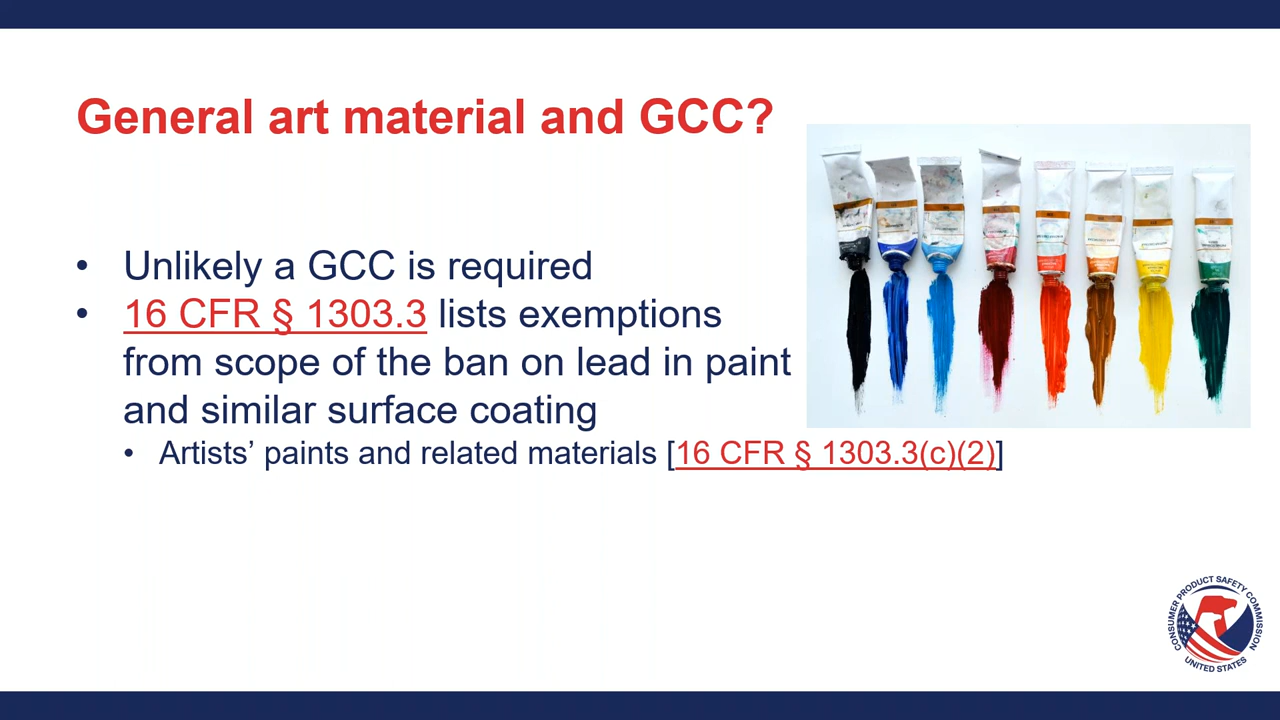 General art material and GCC?
• Unlikely a GCC is required
• 16 CFR § 1303.3 lists exemptions
from scope of the ban on lead in paint
and similar surface coating
• Artists’ paints and related materials [16 CFR § 1303.3(c)(2)]
CONSUMER PRODUCT SAFETY COMMISSION
UNITED STATES